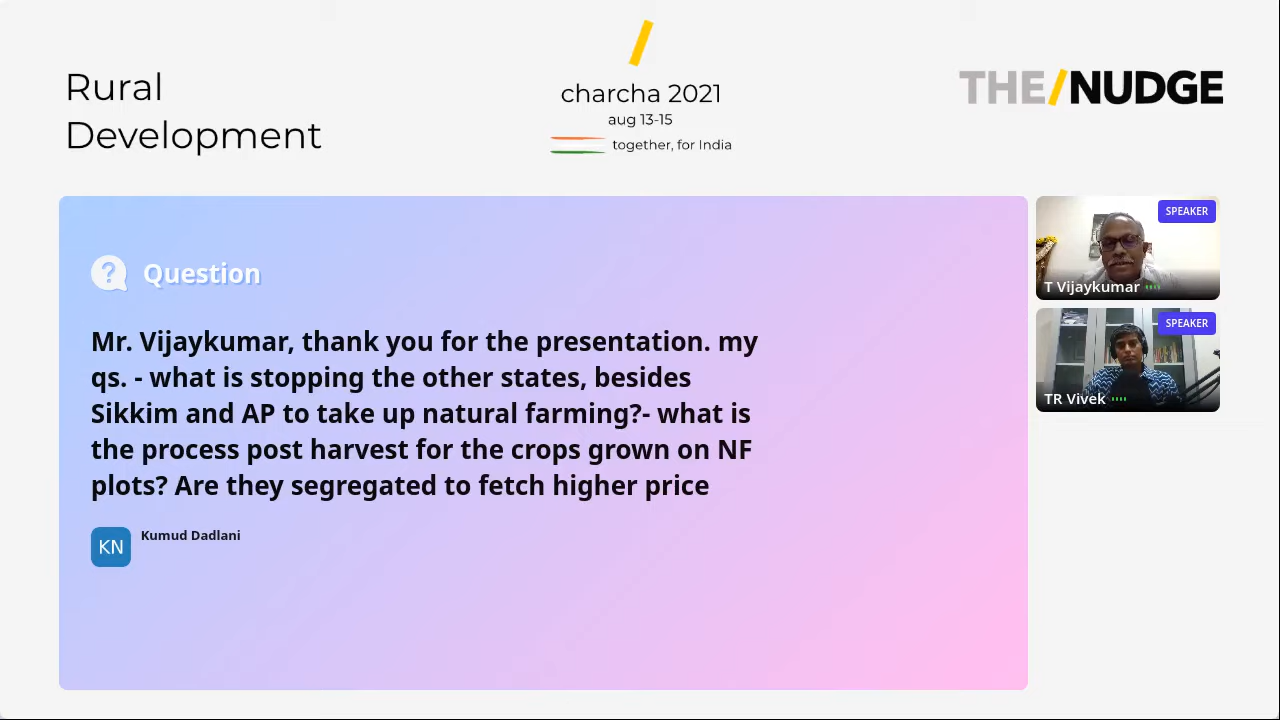 Rural
Development
charcha 2021
aug 13-15
together, for India
THE/NUDGE
Question
Mr. Vijaykumar, thank you for the presentation. my
qs. - what is stopping the other states, besides
Sikkim and AP to take up natural farming?- what is
the process post harvest for the crops grown on NF
plots? Are they segregated to fetch higher price
KN
Kumud Dadlani
SPEAKER
T Vijaykumar
SPEAKER
TR Vivek